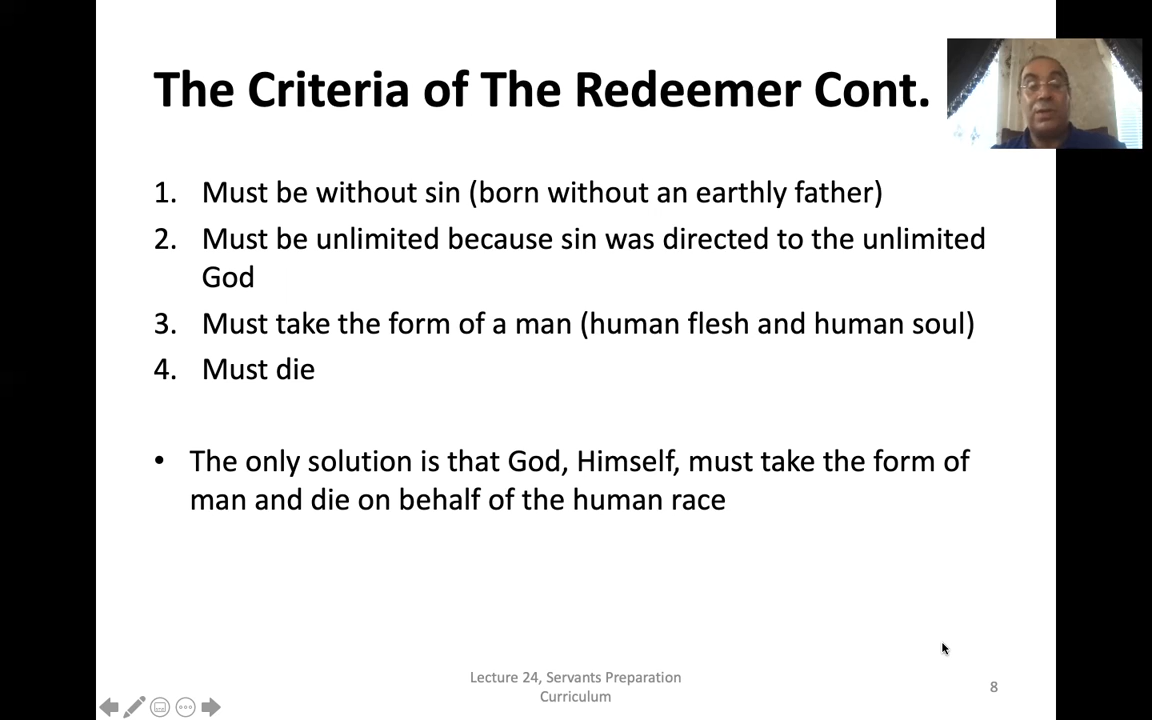 The Criteria of The Redeemer Cont.
1. Must be without sin (born without an earthly father)
2. Must be unlimited because sin was directed to the unlimited
God
3. Must take the form of a man (human flesh and human soul)
4. Must die
• The only solution is that God, Himself, must take the form of
man and die on behalf of the human race
Lecture 24, Servants Preparation
Curriculum
8